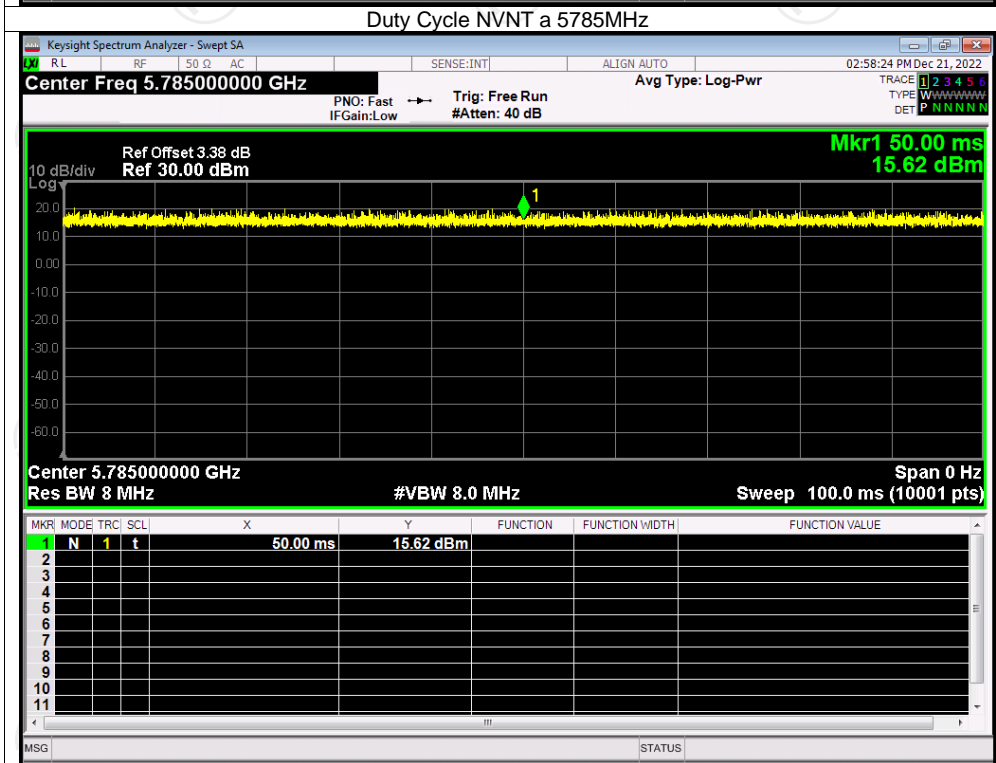 Duty Cycle NVNT a 5785MHz
Keysight Spectrum Analyzer - Swept SA
LXI RL RF 50 Ω AC SENSE:INT ALIGN AUTO 02:58:24 PM Dec 21, 2022
Center Freq 5.785000000 GHz Avg Type: Log-Pwr TRACE 1 2 3 4 5 6
PNO: Fast Trig: Free Run TYPE WWWWWW
IFGain:Low #Atten: 40 dB DET P N N N N N
Mkr1 50.00 ms
Ref Offset 3.38 dB
10 dB/div Ref 30.00 dBm 15.62 dBm
Log
1
20.0
10.0
0.00
-10.0
-20.0
-30.0
-40.0
-50.0
-60.0
Center 5.785000000 GHz Span 0 Hz
Res BW 8 MHz #VBW 8.0 MHz Sweep 100.0 ms (10001 pts)
MKR MODE TRC SCL X Y FUNCTION FUNCTION WIDTH FUNCTION VALUE
1 N 1 t 50.00 ms 15.62 dBm
2
3
4
5
6
7
8
9
10
11
MSG STATUS